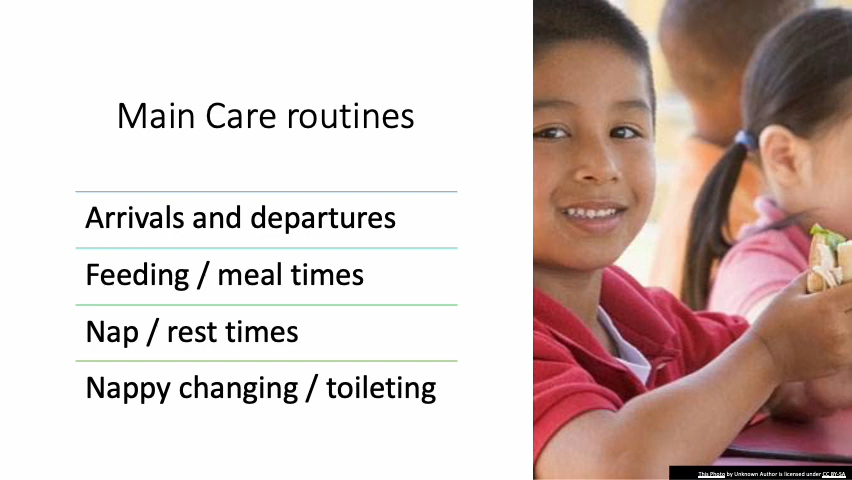 Main Care routines
Arrivals and departures
Feeding / meal times
Nap / rest times
Nappy changing / toileting
This Photo by Unknown Author is licensed under CC BY-SA